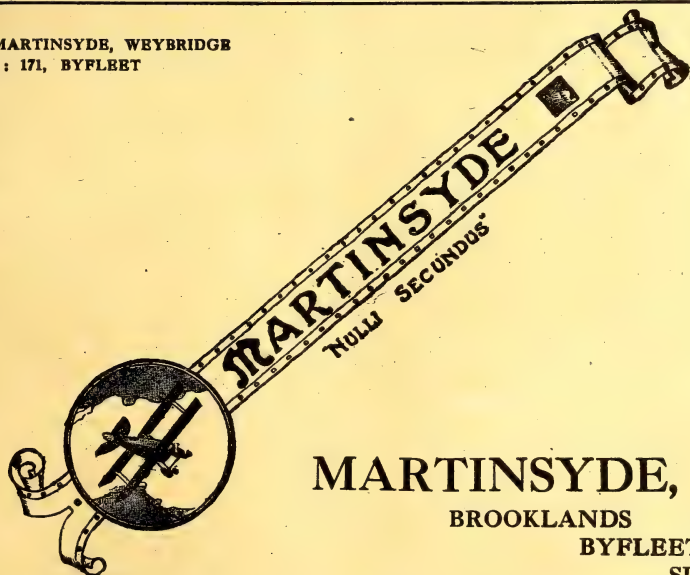 MARTINSYDE, WEYBRIDGE
: 171, BYFLEET
MARTINSYDE
"NULLI SECUNDUS"
MARTINSYDE,
BROOKLANDS
BYFLEET